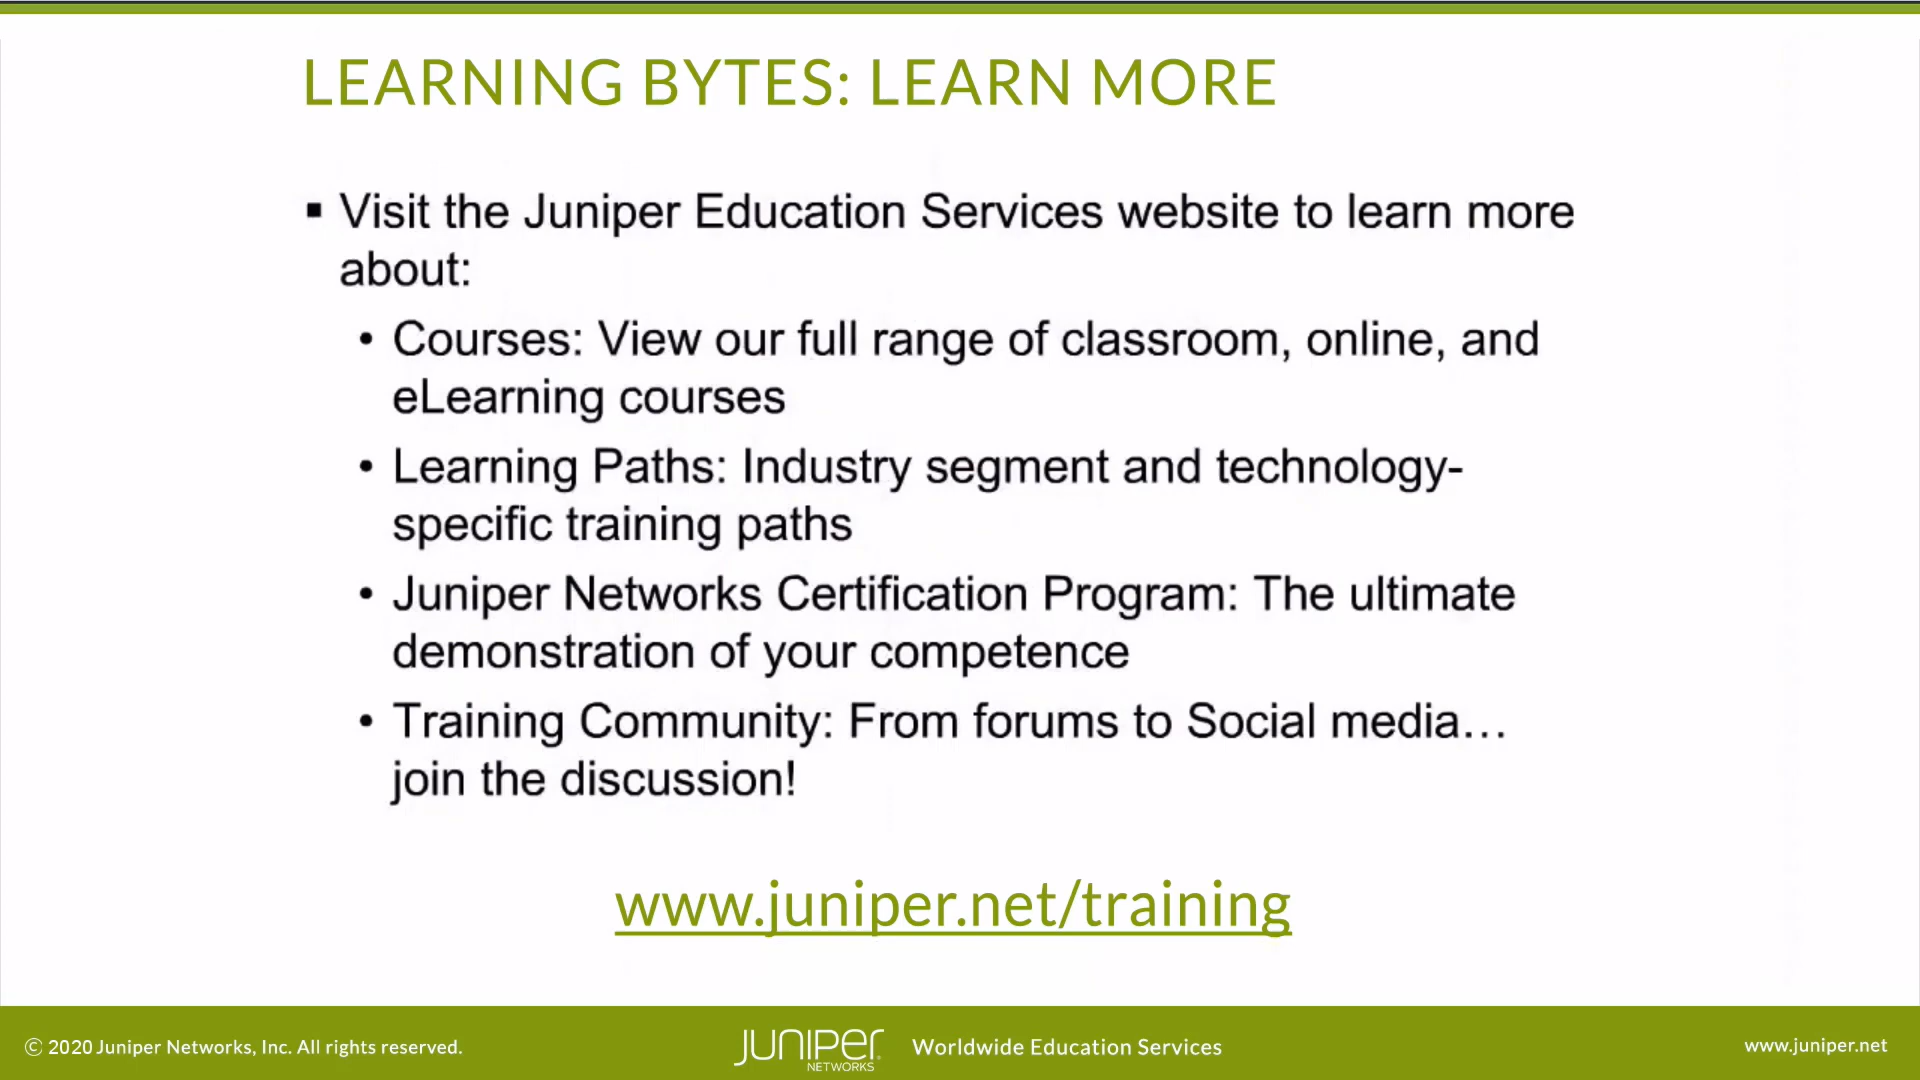 LEARNING BYTES: LEARN MORE
▪ Visit the Juniper Education Services website to learn more
about:
• Courses: View our full range of classroom, online, and
eLearning courses
• Learning Paths: Industry segment and technology-
specific training paths
• Juniper Networks Certification Program: The ultimate
demonstration of your competence
• Training Community: From forums to Social media…
join the discussion!
www.juniper.net/training
© 2020 Juniper Networks, Inc. All rights reserved.
JUNIPEr
NETWORKS
Worldwide Education Services
www.juniper.net